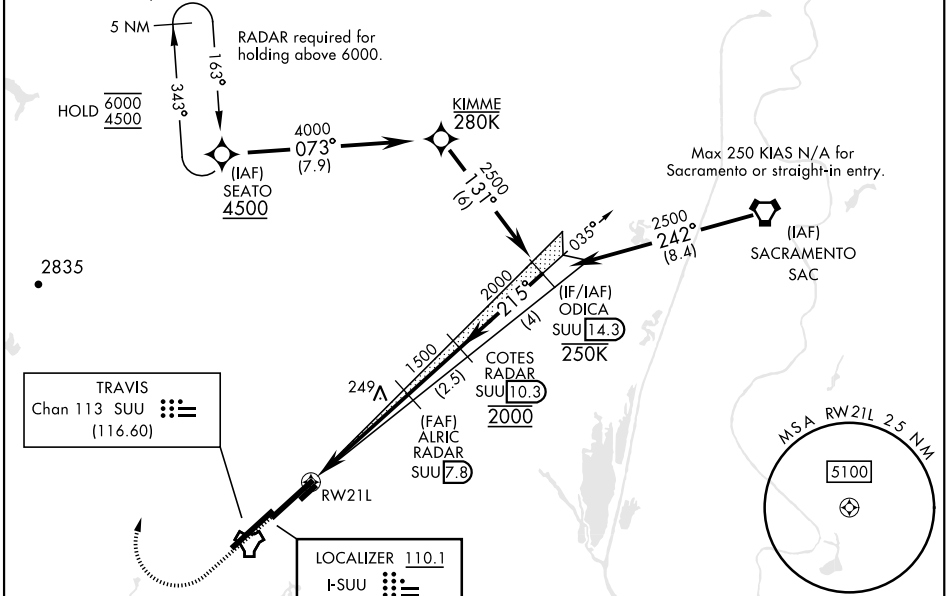 5 NM
RADAR required for
holding above 6000.
163°
343°
HOLD 6000
4500
(IAF)
SEATO
4500
4000
073°
(7.9)
KIMME
280K
2500
131°
(6)
Max 250 KIAS N/A for
Sacramento or straight-in entry.
2500
242°
(8.4)
(IAF)
SACRAMENTO
SAC
035°
2835
2000
215°
(4)
(IF/IAF)
ODICA
SUU 14.3
250K
1500
(2.5)
COTES
RADAR
SUU 10.3
2000
249
(FAF)
ALRIC
RADAR
SUU 7.8
TRAVIS
Chan 113 SUU
(116.60)
RW21L
LOCALIZER 110.1
I-SUU
MSA RW21L 25 NM
5100